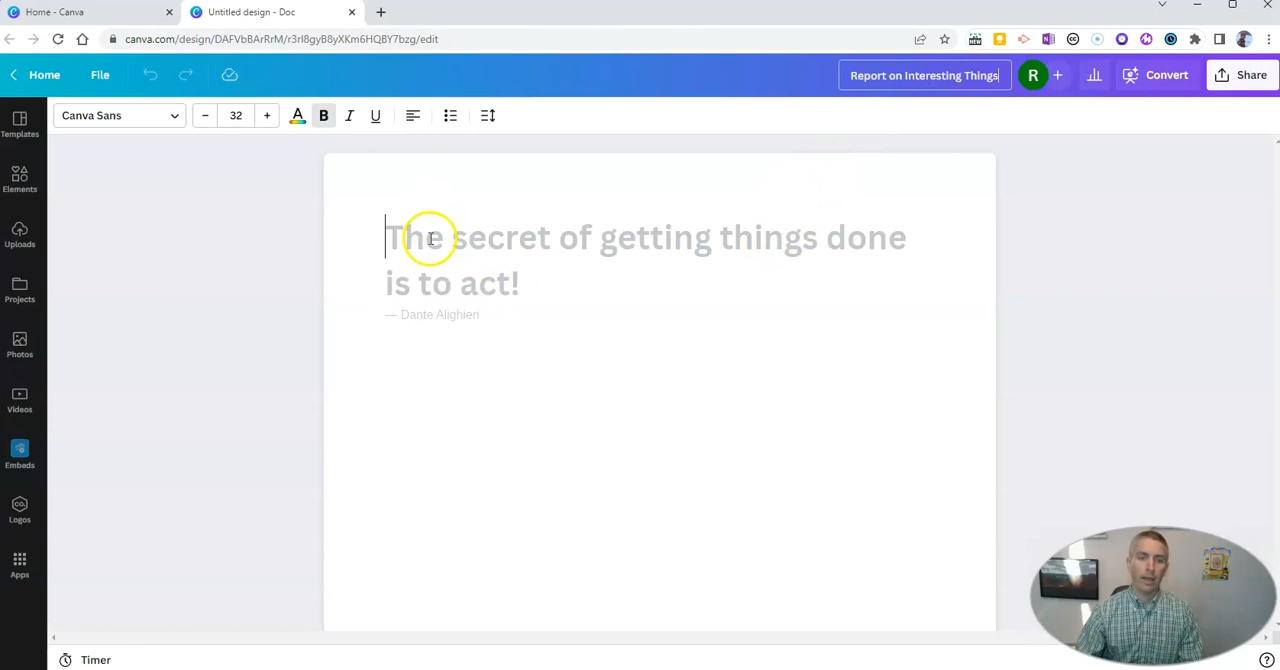 Home - Canva
Untitled design - Doc
canva.com/design/DAFVbBArRrM/r3rI8gyB8yXKm6HQBY7bzg/edit
Home File Report on Interesting Things R + Convert Share
Canva Sans - 32 + A B I U
Templates
Elements
Uploads
Projects
Photos
Videos
Embeds
CO.
Logos
Apps
The secret of getting things done
is to act!
— Dante Alighieri
Timer